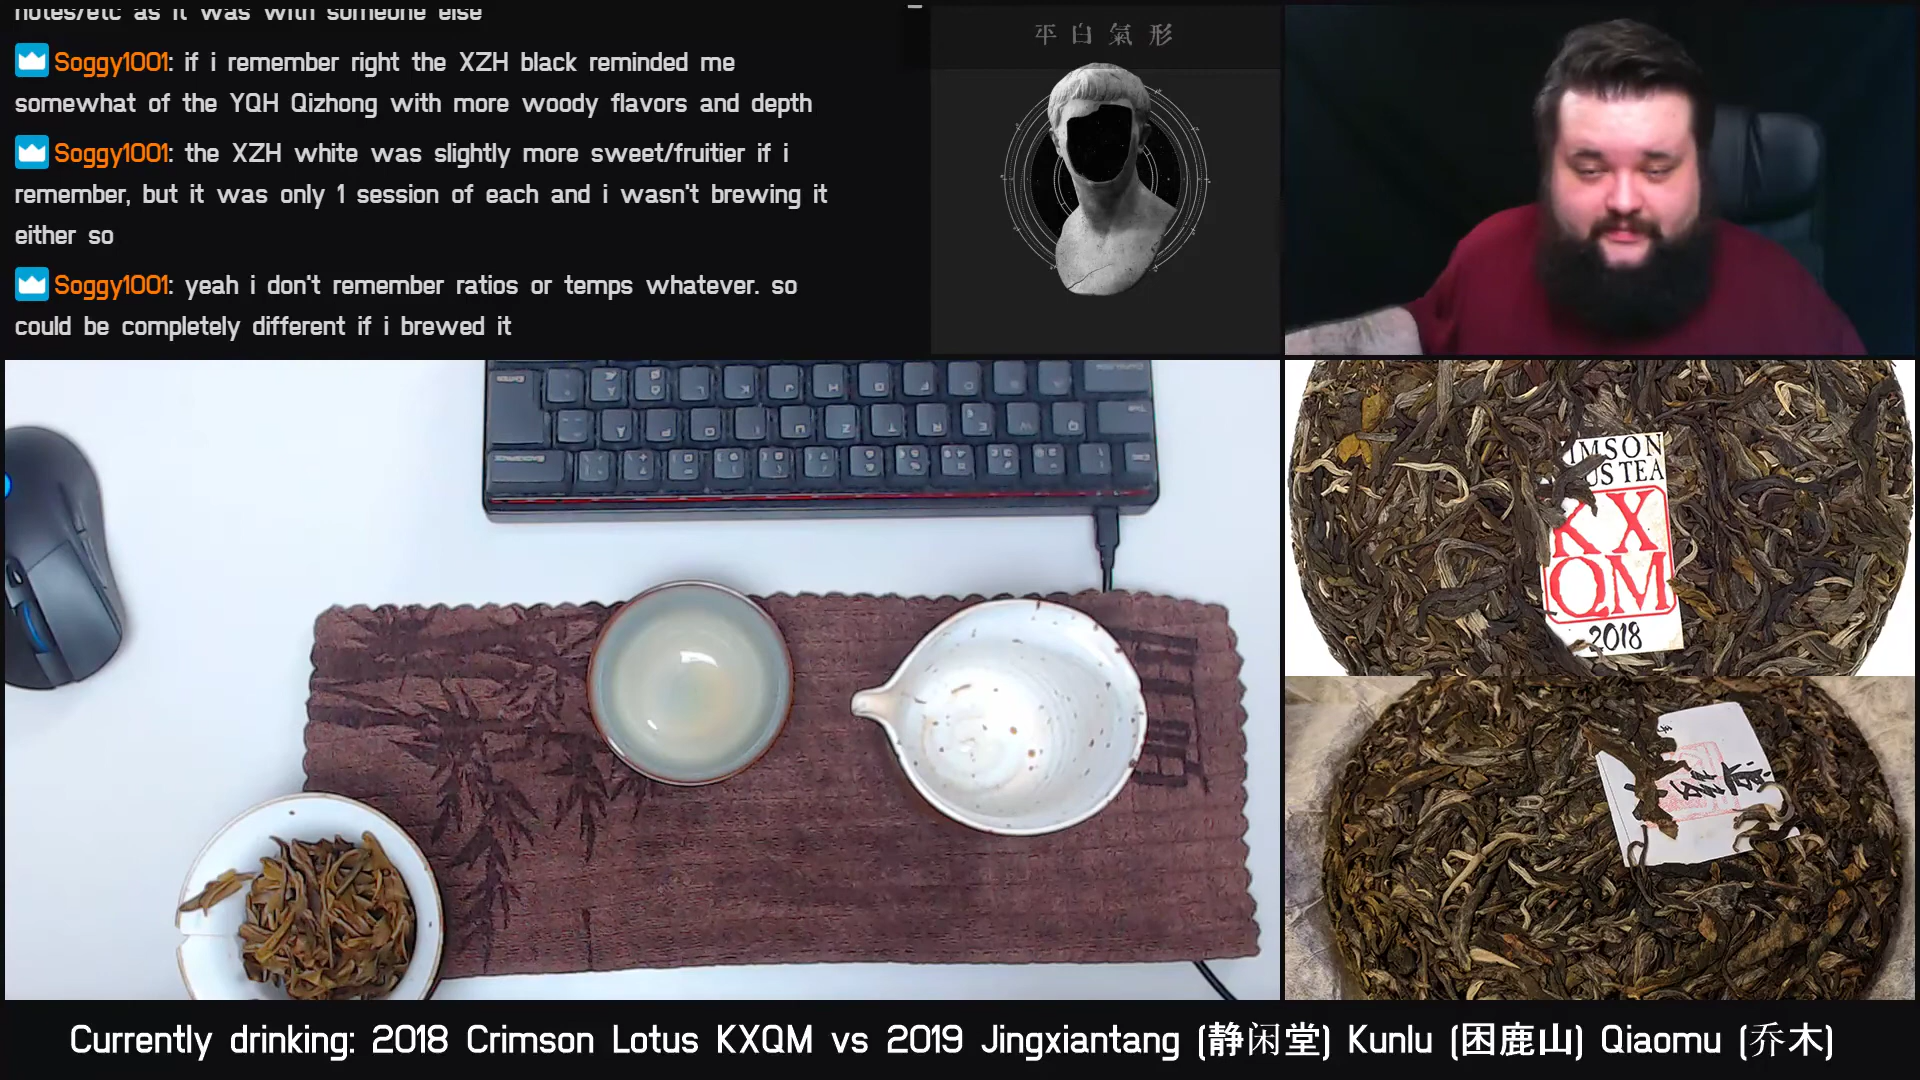 notes/etc as it was with someone else
Soggy1001: if i remember right the XZH black reminded me
somewhat of the YQH Qizhong with more woody flavors and depth
Soggy1001: the XZH white was slightly more sweet/fruitier if i
remember, but it was only 1 session of each and i wasn't brewing it
either so
Soggy1001: yeah i don't remember ratios or temps whatever. so
could be completely different if i brewed it
平白氣形
IMSON
US TEA
KX
QM
2018
Currently drinking: 2018 Crimson Lotus KXQM vs 2019 Jingxiantang (静闲堂) Kunlu (困鹿山) Qiaomu (乔木)